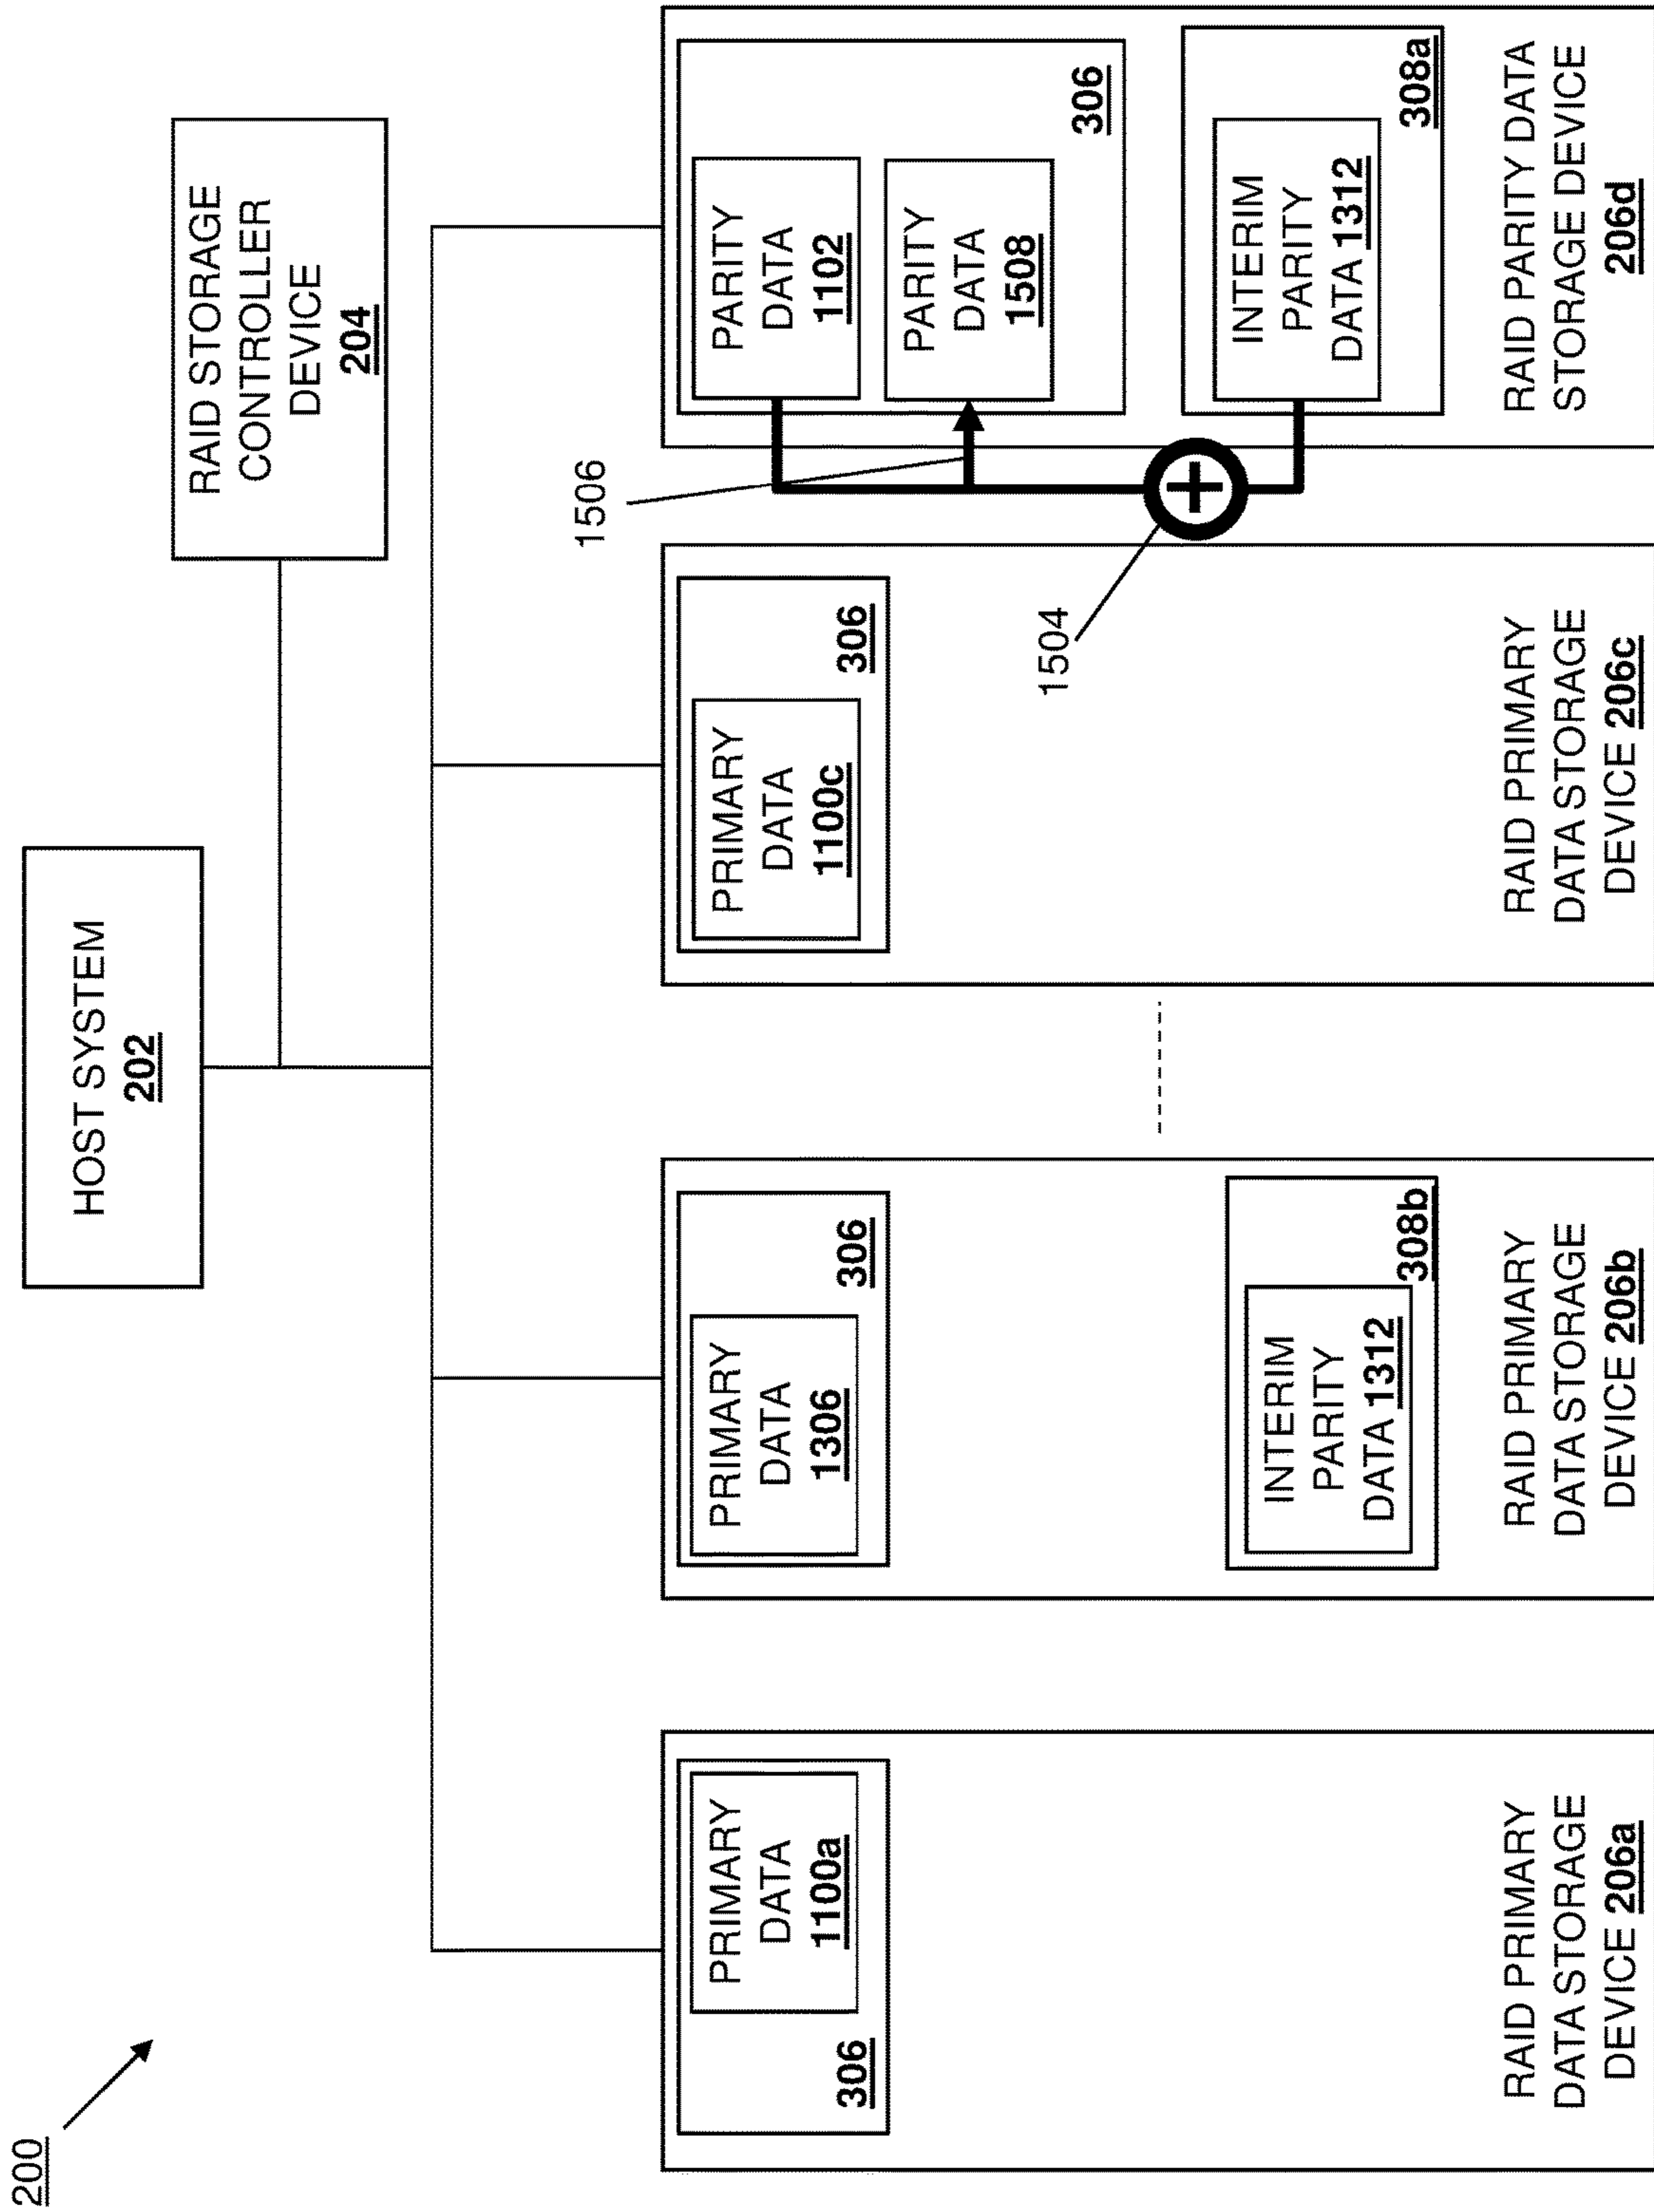 200
HOST SYSTEM
202
RAID STORAGE
CONTROLLER
DEVICE
204
PRIMARY
DATA
1100a
306
RAID PRIMARY
DATA STORAGE
DEVICE 206a
PRIMARY
DATA
1306
306
INTERIM
PARITY
DATA 1312
308b
RAID PRIMARY
DATA STORAGE
DEVICE 206b
PRIMARY
DATA
1100c
306
RAID PRIMARY
DATA STORAGE
DEVICE 206c
1504
1506
PARITY
DATA
1102
PARITY
DATA
1508
306
INTERIM
PARITY
DATA 1312
308a
RAID PARITY DATA
STORAGE DEVICE
206d